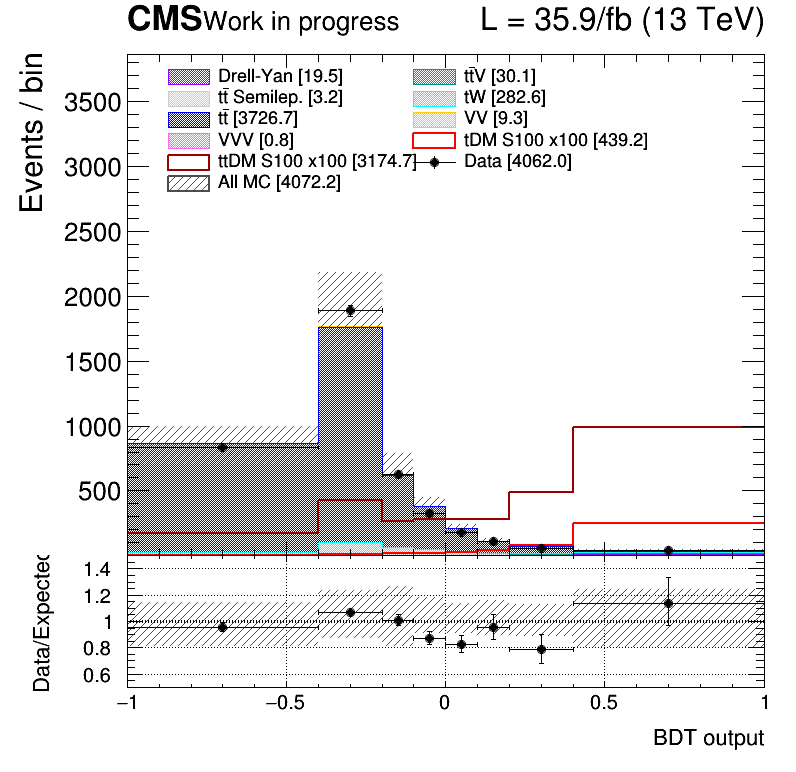 CMS Work in progress L = 35.9/fb (13 TeV)
Events / bin
3500
3000
2500
2000
1500
1000
500
Drell-Yan [19.5] tt̄V [30.1]
tt̄ Semilep. [3.2] tW [282.6]
tt̄ [3726.7] VV [9.3]
VVV [0.8] tDM S100 x100 [439.2]
ttDM S100 x100 [3174.7] Data [4062.0]
All MC [4072.2]
Data/Expected
1.4
1.2
1
0.8
0.6
−1 −0.5 0 0.5 1
BDT output